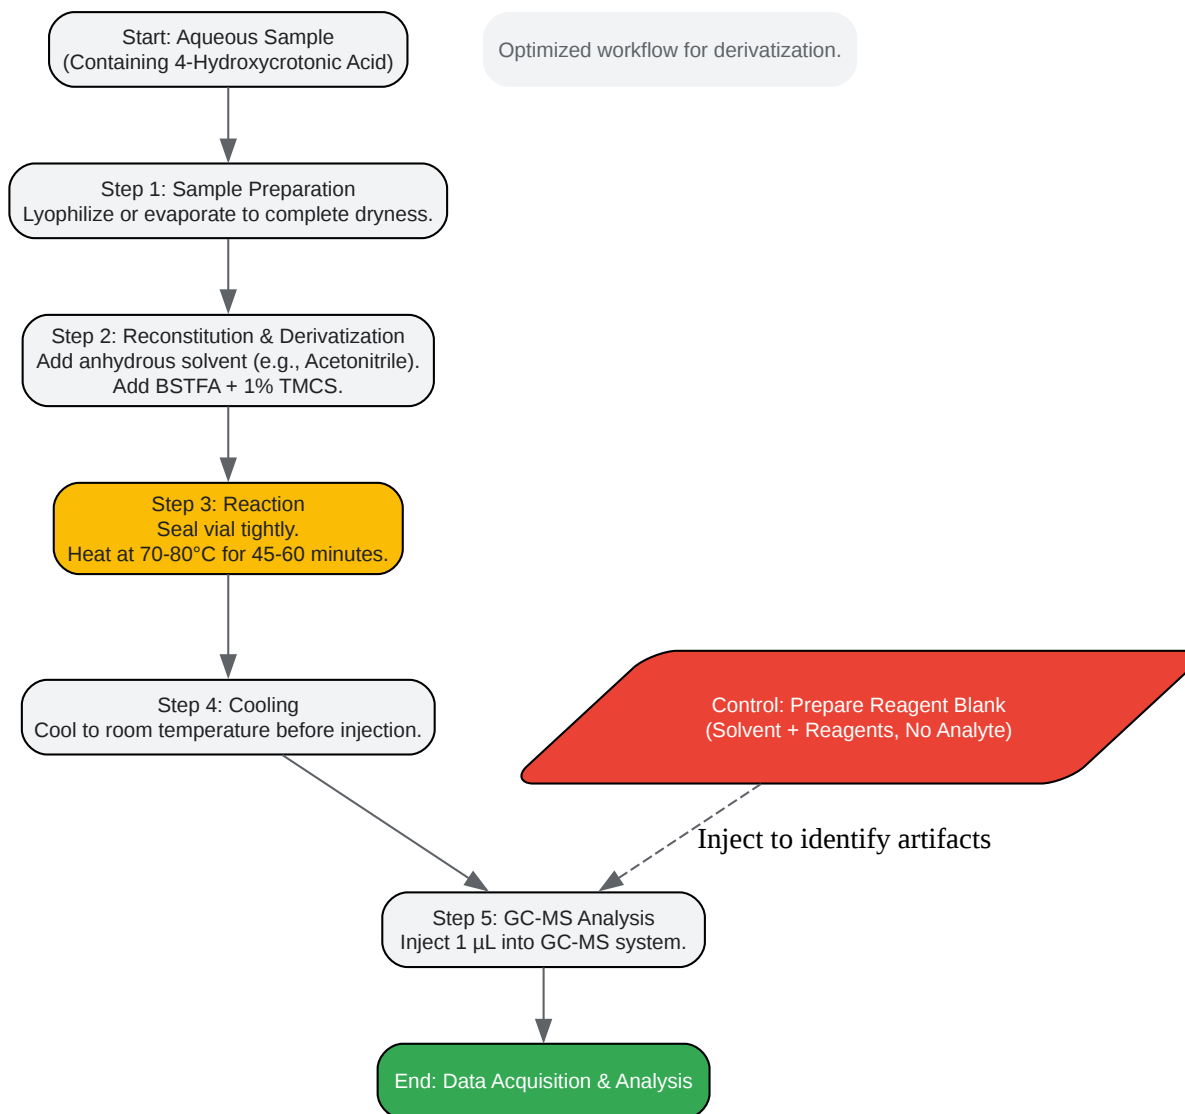 Start: Aqueous Sample
(Containing 4-Hydroxycrotonic Acid)
Optimized workflow for derivatization.
Step 1: Sample Preparation
Lyophilize or evaporate to complete dryness.
Step 2: Reconstitution & Derivatization
Add anhydrous solvent (e.g., Acetonitrile).
Add BSTFA + 1% TMCS.
Step 3: Reaction
Seal vial tightly.
Heat at 70-80°C for 45-60 minutes.
Step 4: Cooling
Cool to room temperature before injection.
Control: Prepare Reagent Blank
(Solvent + Reagents, No Analyte)
Inject to identify artifacts
Step 5: GC-MS Analysis
Inject 1 µL into GC-MS system.
End: Data Acquisition & Analysis